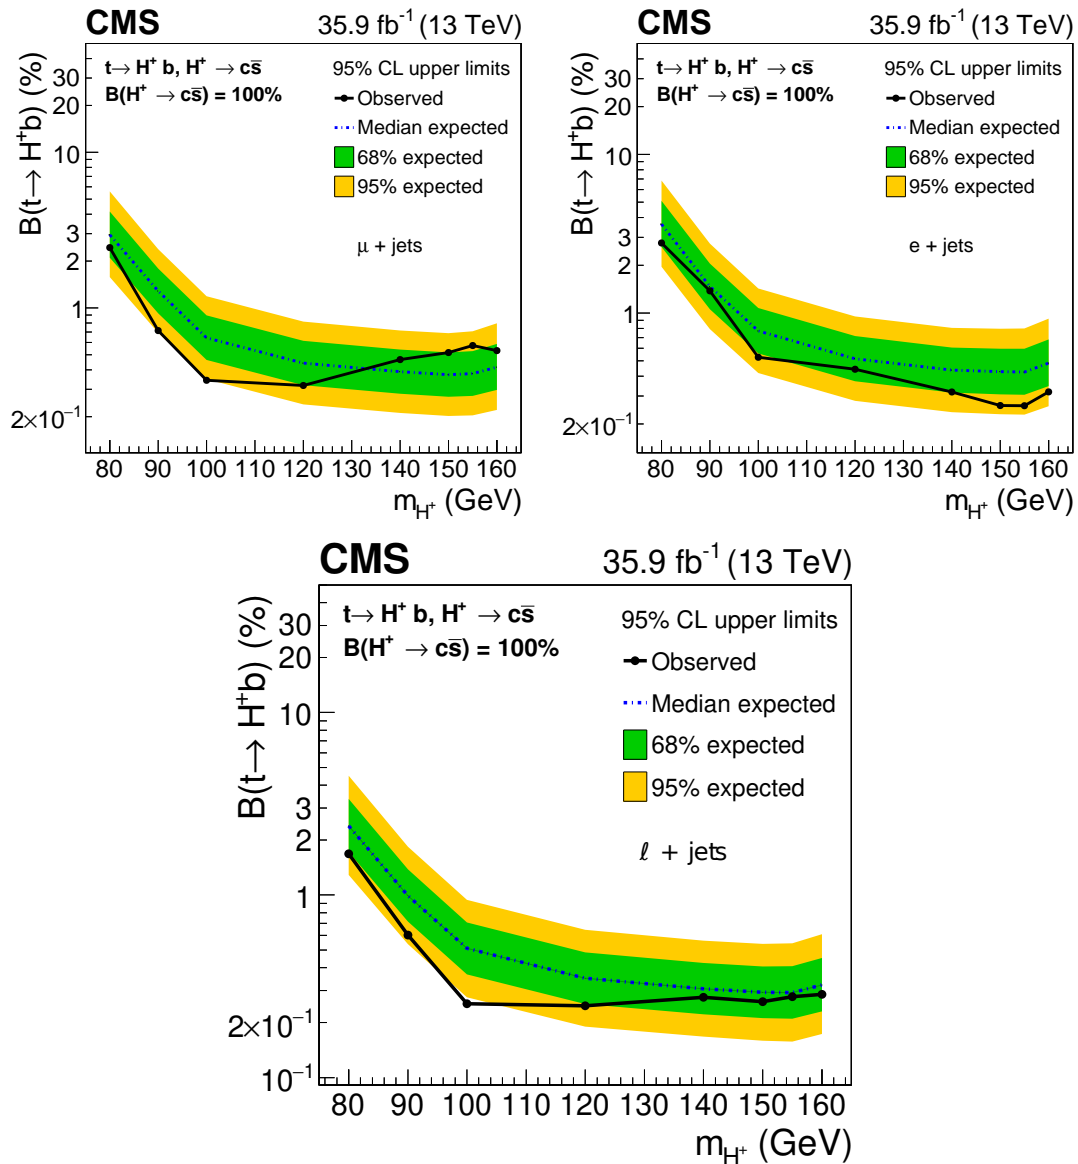 CMS 35.9 fb⁻¹ (13 TeV)
B(t→ H⁺b) (%)
t→ H⁺ b, H⁺ → cs̅
B(H⁺ → cs̅) = 100%
95% CL upper limits
Observed
Median expected
68% expected
95% expected
μ + jets
30
20
10
3
2
1
2×10⁻¹
80 90 100 110 120 130 140 150 160
m_H⁺ (GeV)
CMS 35.9 fb⁻¹ (13 TeV)
B(t→ H⁺b) (%)
t→ H⁺ b, H⁺ → cs̅
B(H⁺ → cs̅) = 100%
95% CL upper limits
Observed
Median expected
68% expected
95% expected
e + jets
30
20
10
3
2
1
2×10⁻¹
80 90 100 110 120 130 140 150 160
m_H⁺ (GeV)
CMS 35.9 fb⁻¹ (13 TeV)
B(t→ H⁺b) (%)
t→ H⁺ b, H⁺ → cs̅
B(H⁺ → cs̅) = 100%
95% CL upper limits
Observed
Median expected
68% expected
95% expected
ℓ + jets
30
20
10
3
2
1
2×10⁻¹
10⁻¹
80 90 100 110 120 130 140 150 160
m_H⁺ (GeV)